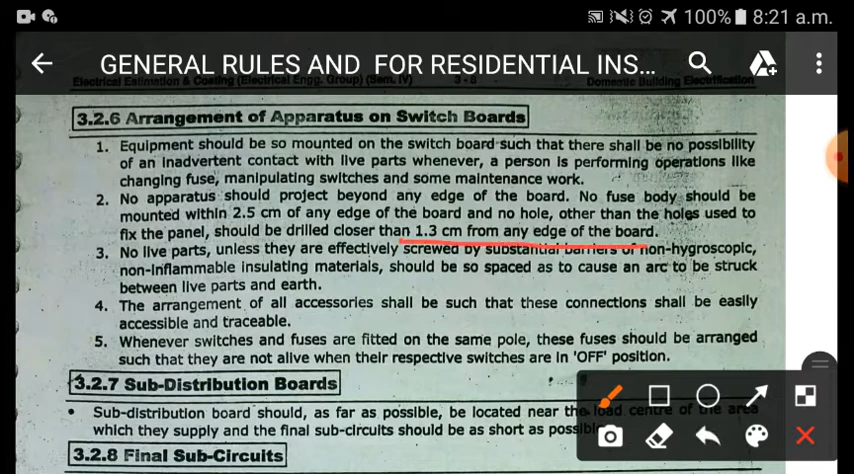 100% 8:21 a.m.
GENERAL RULES AND FOR RESIDENTIAL INS...
Electrical Estimation & Costing (Electrical Engg. Group) (Sem. IV) 3 - 8 Domestic Building Electrification
3.2.6 Arrangement of Apparatus on Switch Boards
1. Equipment should be so mounted on the switch board such that there shall be no possibility
of an inadvertent contact with live parts whenever, a person is performing operations like
changing fuse, manipulating switches and some maintenance work.
2. No apparatus should project beyond any edge of the board. No fuse body should be
mounted within 2.5 cm of any edge of the board and no hole, other than the holes used to
fix the panel, should be drilled closer than 1.3 cm from any edge of the board.
3. No live parts, unless they are effectively screwed by substantial barriers of non-hygroscopic,
non-inflammable insulating materials, should be so spaced as to cause an arc to be struck
between live parts and earth.
4. The arrangement of all accessories shall be such that these connections shall be easily
accessible and traceable.
5. Whenever switches and fuses are fitted on the same pole, these fuses should be arranged
such that they are not alive when their respective switches are in 'OFF' position.
3.2.7 Sub-Distribution Boards
• Sub-distribution board should, as far as possible, be located near the load centre of the area
which they supply and the final sub-circuits should be as short as possible
3.2.8 Final Sub-Circuits